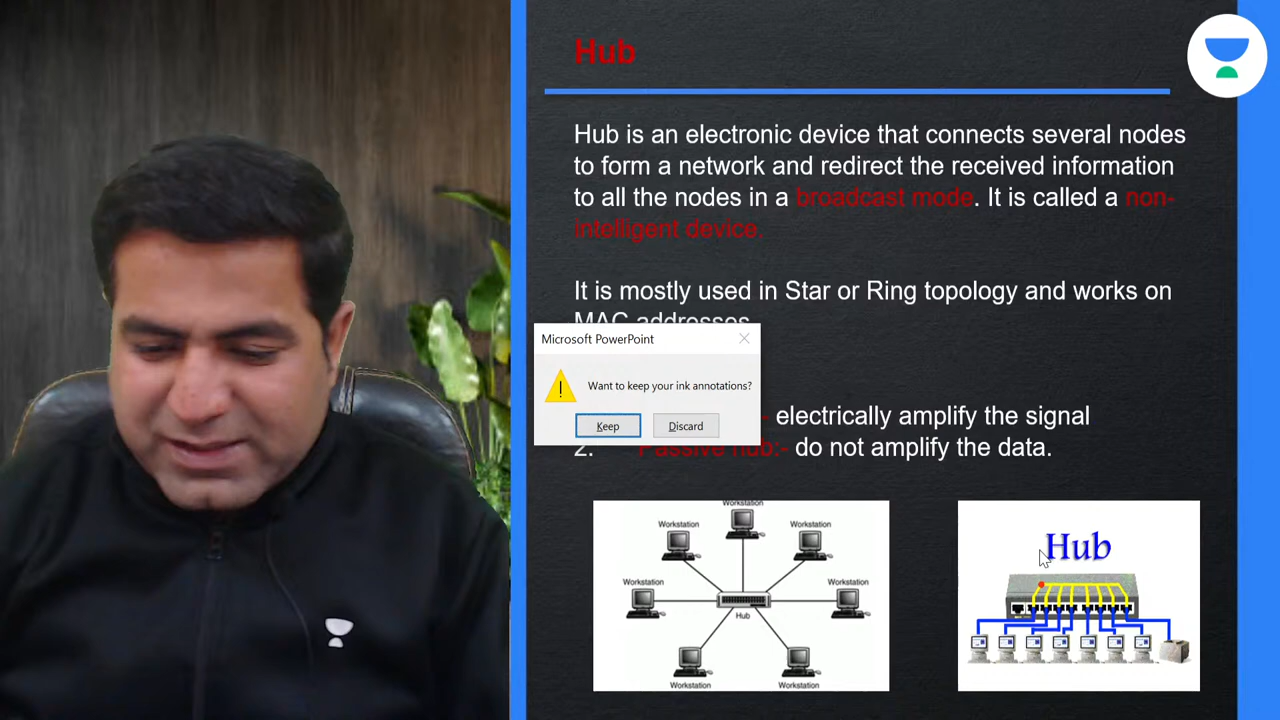 Hub
Hub is an electronic device that connects several nodes
to form a network and redirect the received information
to all the nodes in a broadcast mode. It is called a non-
intelligent device.
It is mostly used in Star or Ring topology and works on
MAC addresses
Microsoft PowerPoint
Want to keep your ink annotations?
Keep
Discard
:- electrically amplify the signal
2. Passive hub:- do not amplify the data.
Workstation
Workstation
Workstation
Workstation
Workstation
Hub
Workstation
Workstation
Hub